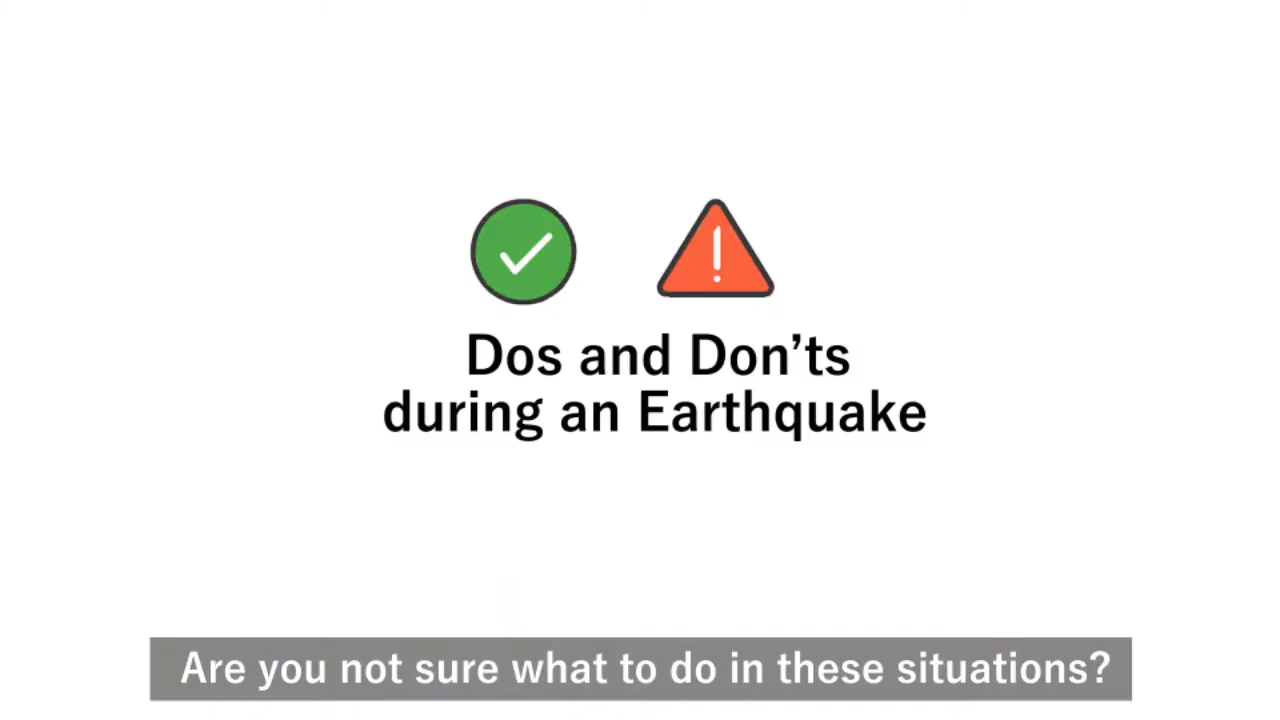 Dos and Don’ts
during an Earthquake
Are you not sure what to do in these situations?